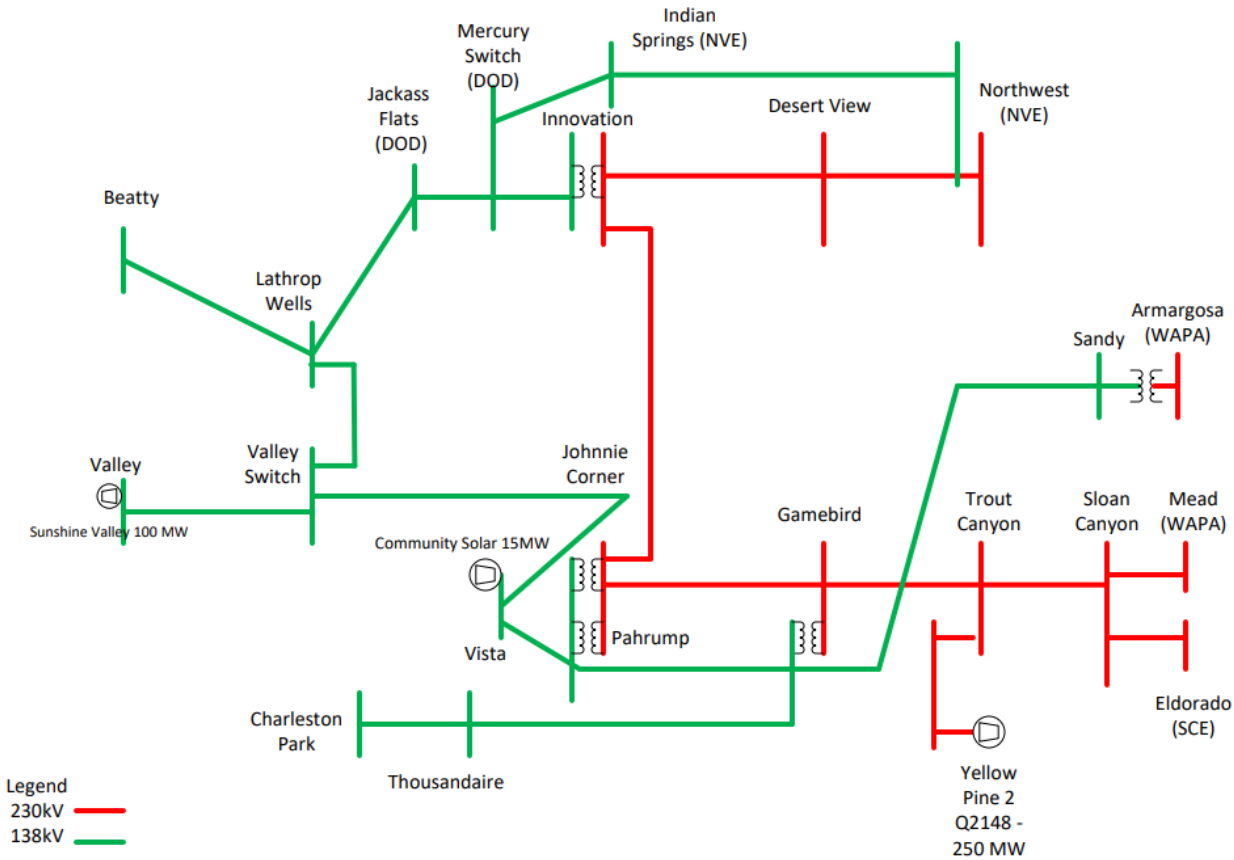 Indian
Springs (NVE)
Mercury
Switch
(DOD)
Jackass
Flats
(DOD)
Innovation
Desert View
Northwest
(NVE)
Beatty
Lathrop
Wells
Armargosa
(WAPA)
Sandy
Valley
Sunshine Valley 100 MW
Valley
Switch
Johnnie
Corner
Community Solar 15MW
Vista
Pahrump
Gamebird
Trout
Canyon
Sloan
Canyon
Mead
(WAPA)
Eldorado
(SCE)
Charleston
Park
Thousandaire
Yellow
Pine 2
Q2148 -
250 MW
Legend
230kV
138kV